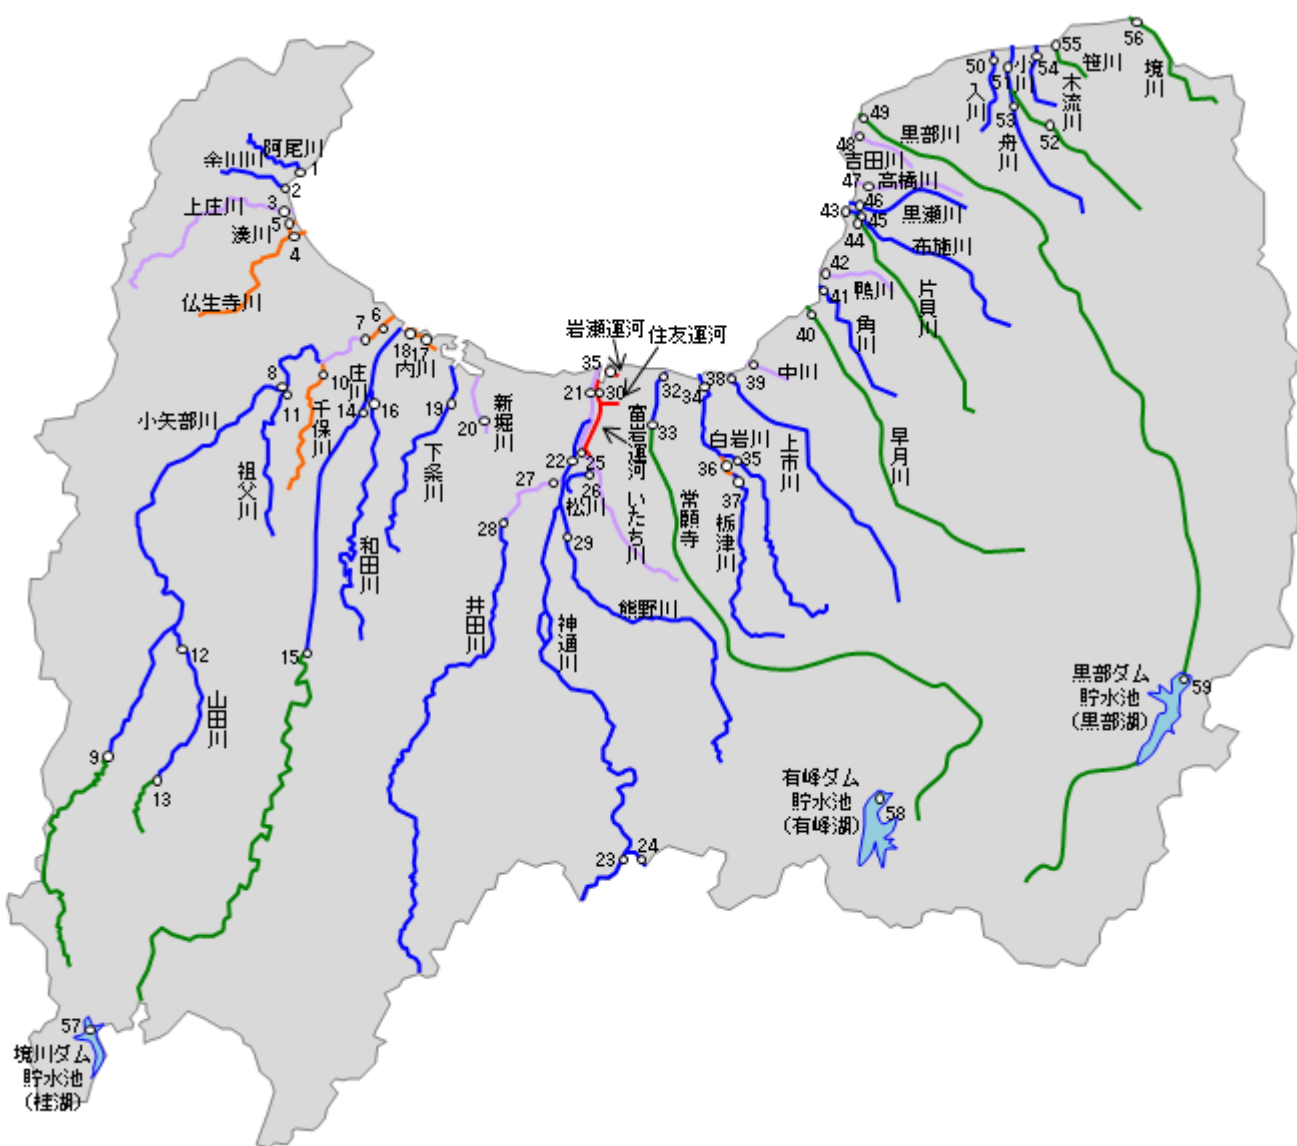 56
55
笹川
境川
50
小川
54
51
入川
木流川
53
舟川
52
49
黒部川
48
吉田川
47
高橋川
46
43
黒瀬川
45
44
布施川
42
鴨川
41
片貝川
40
角川
早月川
阿尾川
余川川
1
2
上庄川
3
5
湊川
4
仏生寺川
6
7
18
17
内川
岩瀬運河
住友運河
35
21
30
32
34
38
39
中川
8
10
庄川
11
千保川
14
16
小矢部川
祖父川
19
下条川
20
新堀川
富岩運河
33
白岩川
上市川
22
25
26
27
松川
いたち川
常願寺
36
35
37
栃津川
28
29
和田川
井田川
神通川
熊野川
12
15
山田川
9
13
23
24
黒部ダム
貯水池
(黒部湖)
59
有峰ダム
貯水池
(有峰湖)
58
57
境川ダム
貯水池
(桂湖)